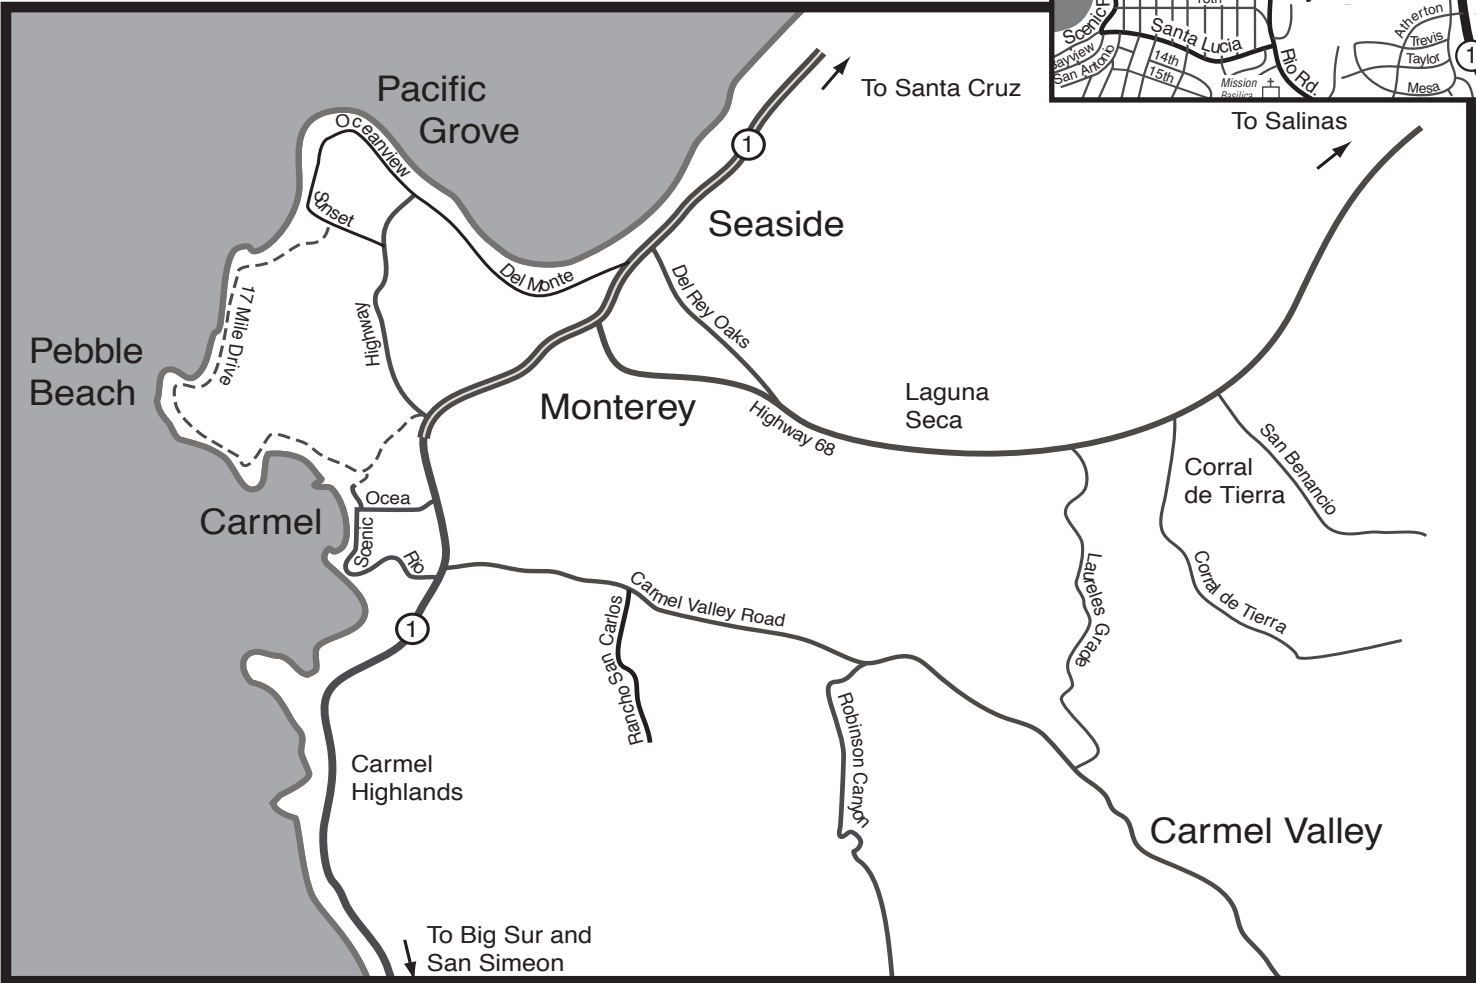 Pacific
Grove
Oceanview
Sunset
17 Mile Drive
Highway
Del Monte
Pebble
Beach
Carmel
Ocea
Scenic
Rio
1
To Santa Cruz
1
Seaside
Del Rey Oaks
Monterey
Highway 68
Laguna
Seca
To Salinas
San Benancio
Corral
de Tierra
Corral de Tierra
Laureles Grade
Carmel Valley Road
Rancho San Carlos
Robinson Canyon
Carmel Valley
Carmel
Highlands
To Big Sur and
San Simeon
Santa Lucia
San Antonio
14th
15th
Mission
Basilica
Rio Rd.
Atherton
Trevis
Taylor
Mesa
1